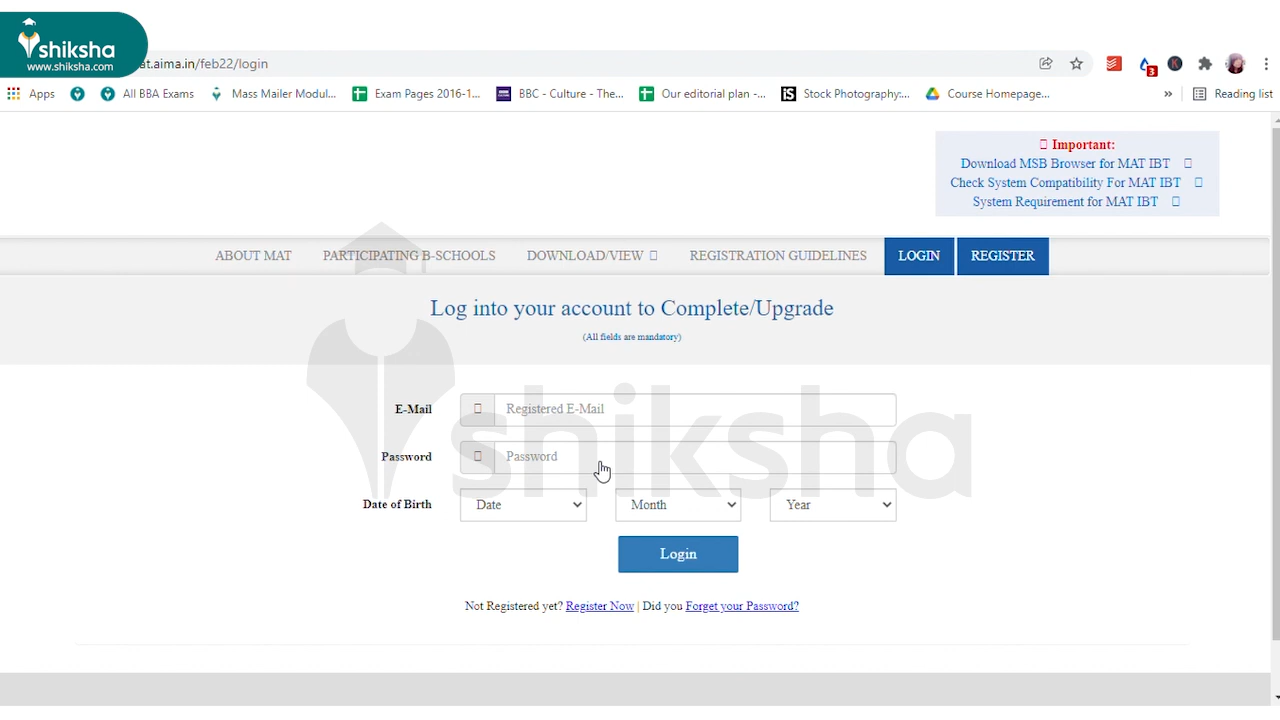 shiksha
www.shiksha.com
at.aima.in/feb22/login
3
K
Apps
All BBA Exams
Mass Mailer Modul...
Exam Pages 2016-1...
BBC - Culture - The...
Our editorial plan -...
iS
Stock Photography:...
Course Homepage...
»
Reading list
Important:
Download MSB Browser for MAT IBT
Check System Compatibility For MAT IBT
System Requirement for MAT IBT
ABOUT MAT
PARTICIPATING B-SCHOOLS
DOWNLOAD/VIEW
REGISTRATION GUIDELINES
LOGIN
REGISTER
Log into your account to Complete/Upgrade
(All fields are mandatory)
E-Mail
Registered E-Mail
shiksha
Password
Password
Date of Birth
Date
Month
Year
Login
Not Registered yet? Register Now | Did you Forget your Password?